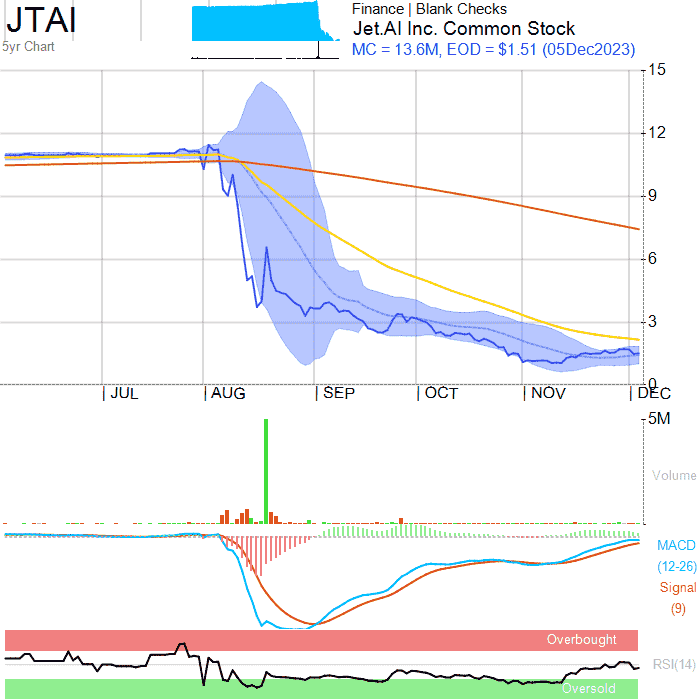 JTAI
5yr Chart
Finance | Blank Checks
Jet.AI Inc. Common Stock
MC = 13.6M, EOD = $1.51 (05Dec2023)
15
12
9
6
3
0
| JUL | AUG | SEP | OCT | NOV | DEC
5M
Volume
MACD
(12-26)
Signal
(9)
Overbought
RSI(14)
Oversold